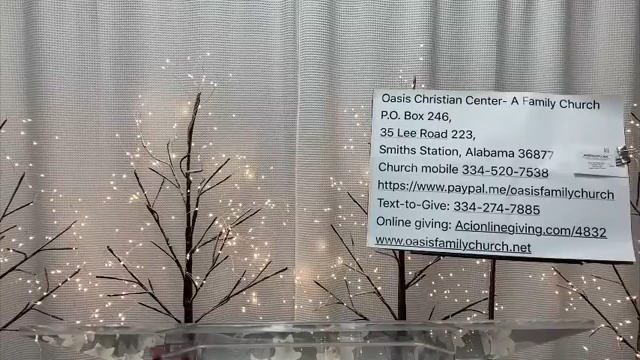 Oasis Christian Center- A Family Church
P.O. Box 246,
35 Lee Road 223,
Smiths Station, Alabama 36877
Church mobile 334-520-7538
https://www.paypal.me/oasisfamilychurch
Text-to-Give: 334-274-7885
Online giving: Acionlinegiving.com/4832
www.oasisfamilychurch.net